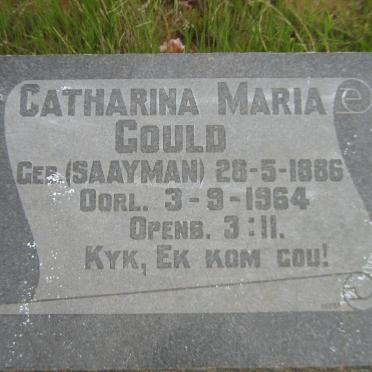 CATHARINA MARIA
GOULD
GEB. (SAAYMAN) 28-5-1886
OORL. 3-9-1964
OPENB. 3:11.
KYK, EK KOM GOU!